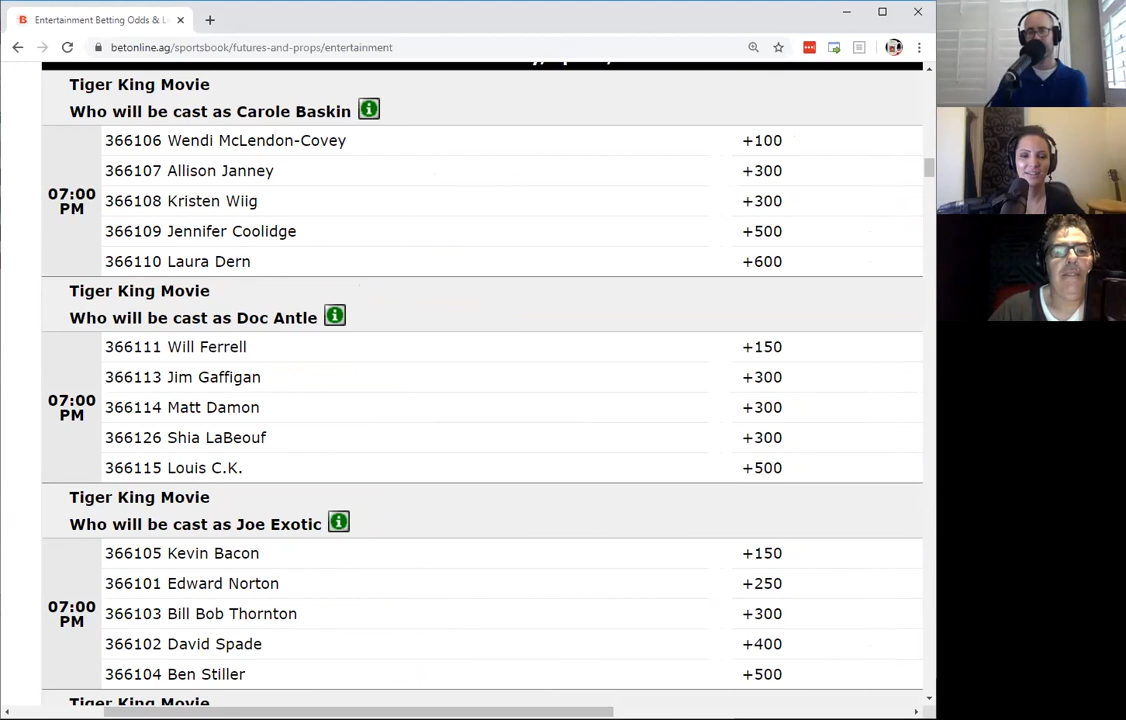 Entertainment Betting Odds & L
betonline.ag/sportsbook/futures-and-props/entertainment
Tiger King Movie
Who will be cast as Carole Baskin
07:00 PM
366106 Wendi McLendon-Covey +100
366107 Allison Janney +300
366108 Kristen Wiig +300
366109 Jennifer Coolidge +500
366110 Laura Dern +600
Tiger King Movie
Who will be cast as Doc Antle
07:00 PM
366111 Will Ferrell +150
366113 Jim Gaffigan +300
366114 Matt Damon +300
366126 Shia LaBeouf +300
366115 Louis C.K. +500
Tiger King Movie
Who will be cast as Joe Exotic
07:00 PM
366105 Kevin Bacon +150
366101 Edward Norton +250
366103 Bill Bob Thornton +300
366102 David Spade +400
366104 Ben Stiller +500
Tiger King Movie